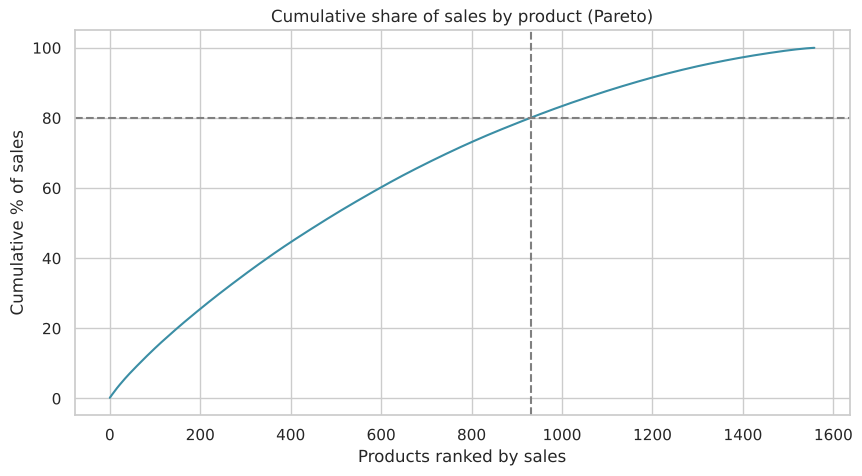 Cumulative share of sales by product (Pareto)
100
80
60
40
20
0
Cumulative % of sales
0 200 400 600 800 1000 1200 1400 1600
Products ranked by sales